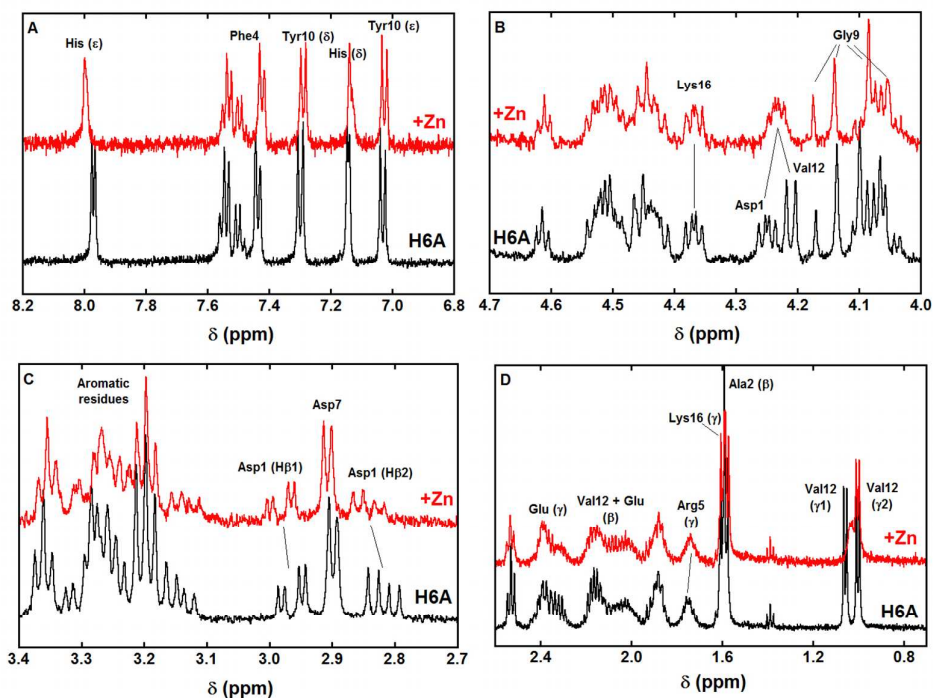 A
His (ε)
Phe4
Tyr10 (δ)
His (δ)
Tyr10 (ε)
+Zn
H6A
8.2 8.0 7.8 7.6 7.4 7.2 7.0 6.8
δ (ppm)
B
Gly9
Lys16
+Zn
Val12
Asp1
H6A
4.7 4.6 4.5 4.4 4.3 4.2 4.1 4.0
δ (ppm)
C
Aromatic
residues
Asp7
Asp1 (Hβ1)
Asp1 (Hβ2)
+Zn
H6A
3.4 3.3 3.2 3.1 3.0 2.9 2.8 2.7
δ (ppm)
D
Ala2 (β)
Lys16 (γ)
Glu (γ)
Val12 + Glu
(β)
Arg5
(γ)
Val12
(γ1)
Val12
(γ2)
+Zn
H6A
2.4 2.0 1.6 1.2 0.8
δ (ppm)